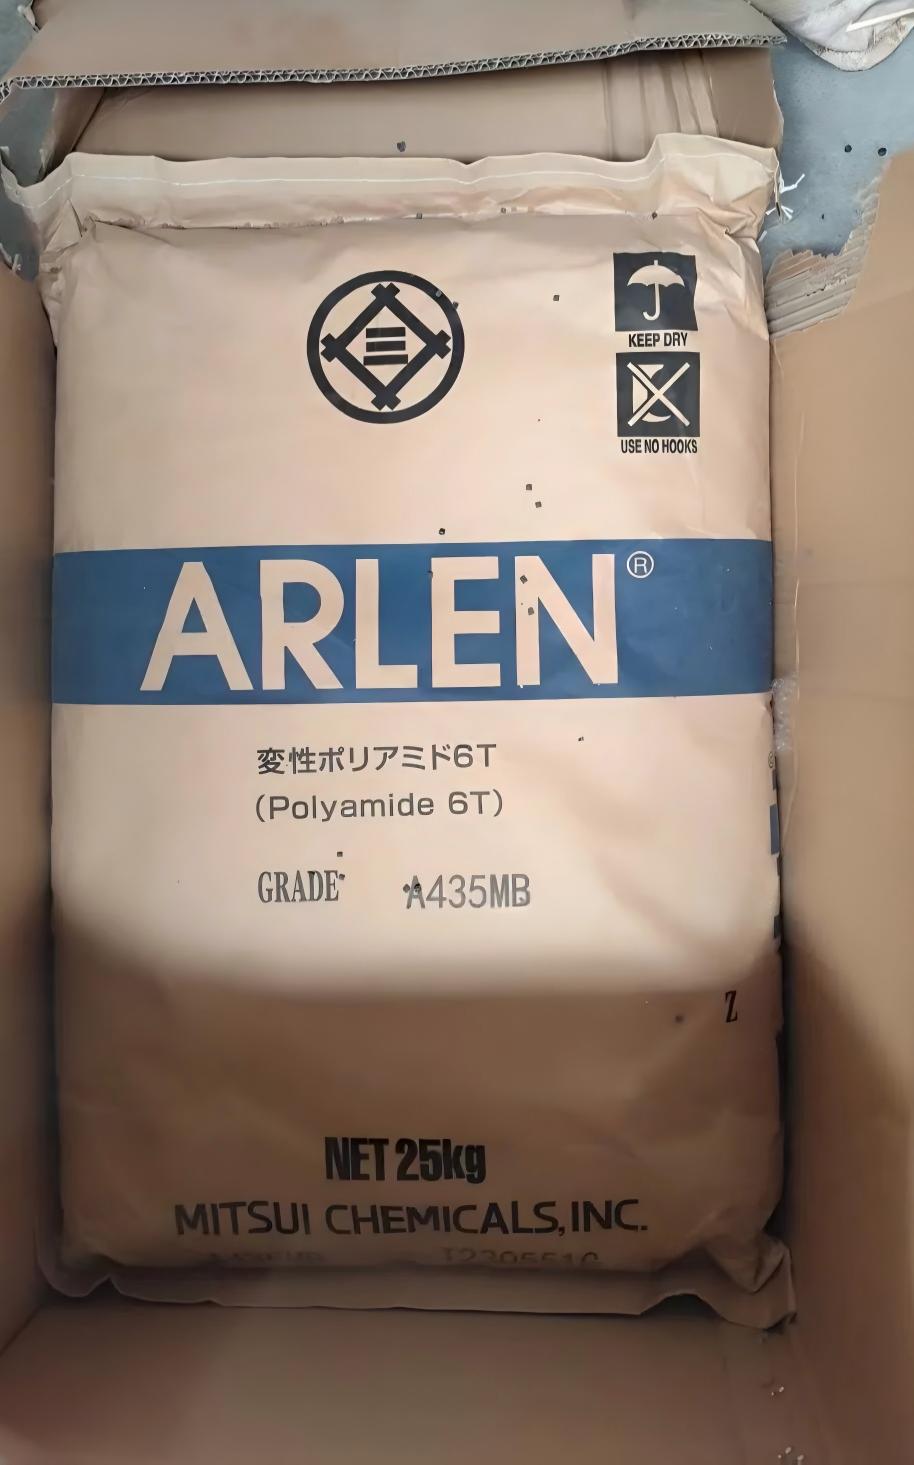 KEEP DRY
USE NO HOOKS
ARLEN®
変性ポリアミド6T
(Polyamide 6T)
GRADE A435MB
Z
NET 25kg
MITSUI CHEMICALS,INC.